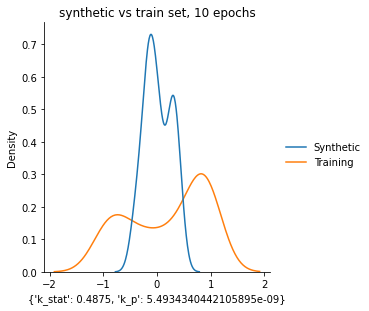 synthetic vs train set, 10 epochs
0.7
0.6
0.5
0.4
0.3
0.2
0.1
0.0
Density
−2
−1
0
1
2
Synthetic
Training
{'k_stat': 0.4875, 'k_p': 5.4934340442105895e-09}